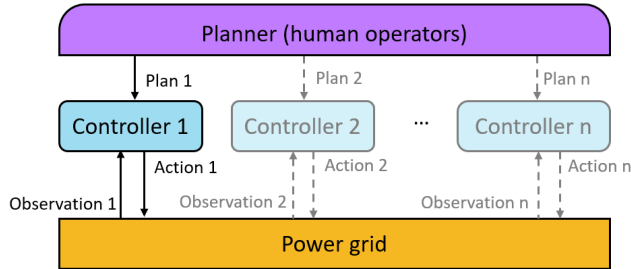 Planner (human operators)
Plan 1
Plan 2
Plan n
Controller 1
Controller 2
...
Controller n
Action 1
Action 2
Action n
Observation 1
Observation 2
Observation n
Power grid